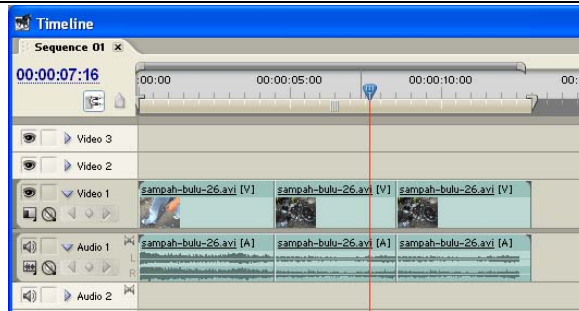 Timeline
Sequence 01 x
00:00:07:16
:00:00 00:00:05:00 00:00:10:00 00:
Video 3
Video 2
Video 1
sampah-bulu-26.avi [V] sampah-bulu-26.avi [V] sampah-bulu-26.avi [V]
Audio 1
sampah-bulu-26.avi [A] sampah-bulu-26.avi [A] sampah-bulu-26.avi [A]
L
R
Audio 2